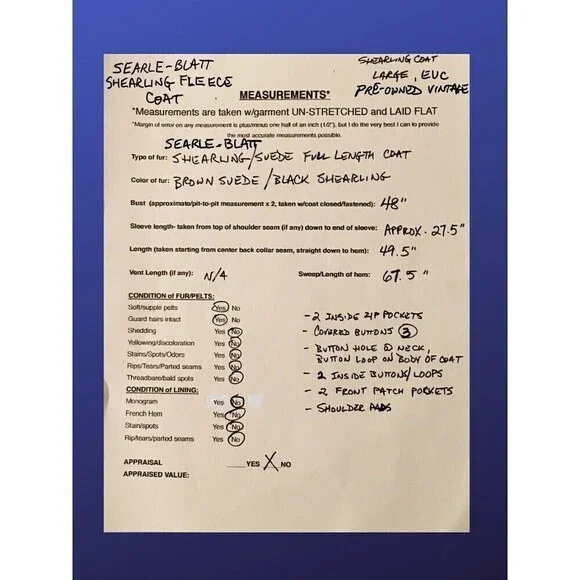 SEARLE-BLATT
SHEARLING FLEECE
COAT
SHEARLING COAT
LARGE, EUC
PRE-OWNED VINTAGE
MEASUREMENTS*
*Measurements are taken w/garment UN-STRETCHED and LAID FLAT
*Margin of error on any measurement is plus/minus one half of an inch (1/2"), but I do the very best I can to provide
the most accurate measurements possible.
SEARLE-BLATT
Type of fur: SHEARLING/SUEDE FULL LENGTH COAT
Color of fur: BROWN SUEDE/BLACK SHEARLING
Bust (approximate/pit-to-pit measurement x 2, taken w/coat closed/fastened): 48"
Sleeve length- taken from top of shoulder seam (if any) down to end of sleeve: APPROX. 27.5"
Length (taken starting from center back collar seam, straight down to hem): 49.5"
Vent Length (if any): N/A Sweep/Length of hem: 67.5"
CONDITION of FUR/PELTS:
Soft/supple pelts Yes No
Guard hairs intact Yes No
Shedding Yes No
Yellowing/discoloration Yes No
Stains/Spots/Odors Yes No
Rips/Tears/Parted seams Yes No
Threadbare/bald spots Yes No
CONDITION of LINING:
Monogram Yes No
French Hem Yes No
Stain/spots Yes No
Rip/tears/parted seams Yes No
- 2 INSIDE ZIP POCKETS
- COVERED BUTTONS 3
- BUTTON HOLE @ NECK,
BUTTON LOOP ON BODY OF COAT
- 2 INSIDE BUTTONS/LOOPS
- 2 FRONT PATCH POCKETS
- SHOULDER PADS
APPRAISAL ___YES X NO
APPRAISED VALUE: